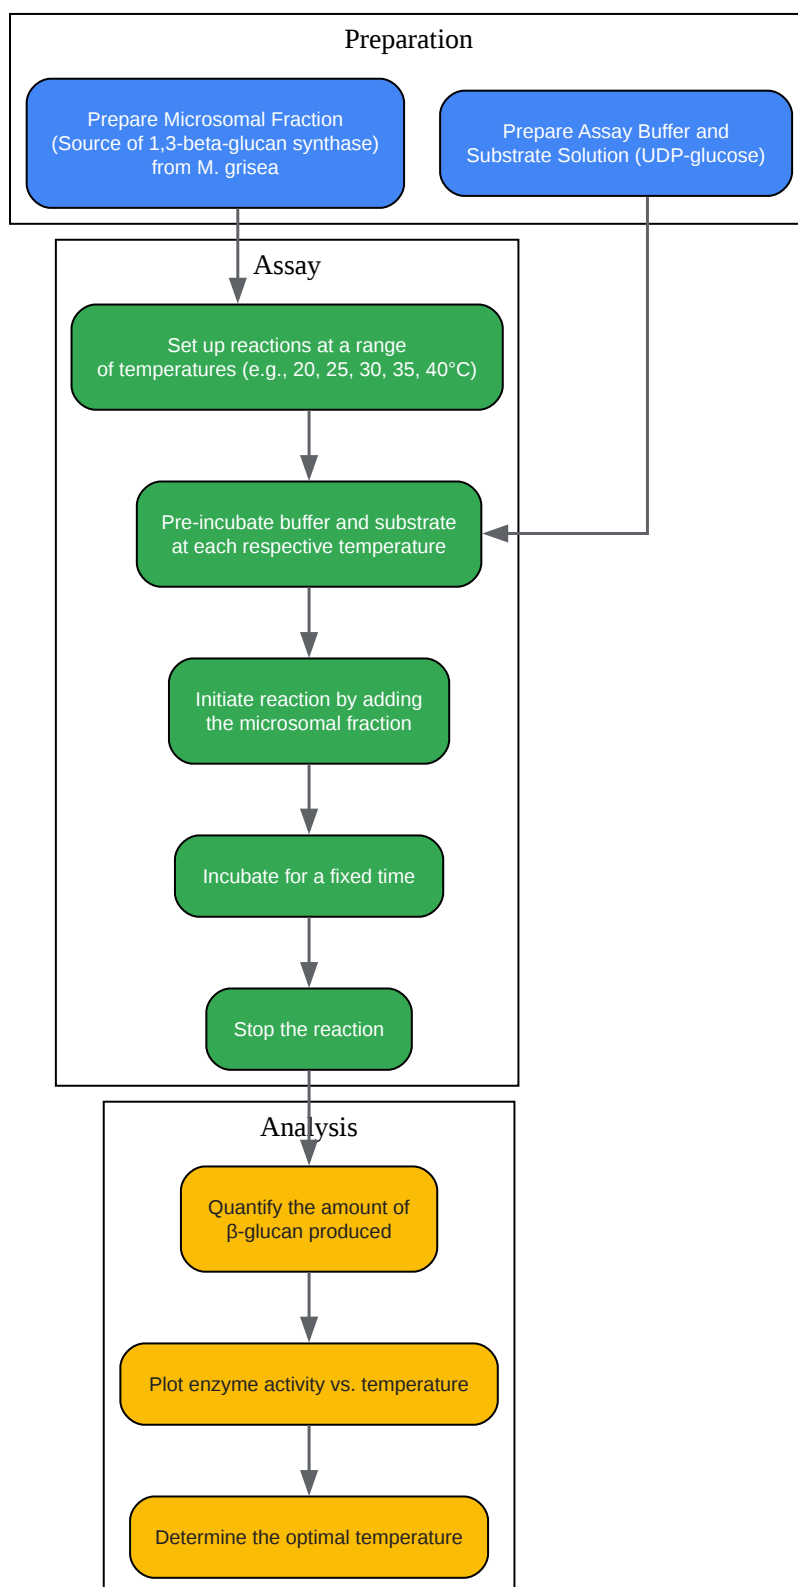 Preparation
Prepare Microsomal Fraction
(Source of 1,3-beta-glucan synthase)
from M. grisea
Prepare Assay Buffer and
Substrate Solution (UDP-glucose)
Assay
Set up reactions at a range
of temperatures (e.g., 20, 25, 30, 35, 40°C)
Pre-incubate buffer and substrate
at each respective temperature
Initiate reaction by adding
the microsomal fraction
Incubate for a fixed time
Stop the reaction
Analysis
Quantify the amount of
β-glucan produced
Plot enzyme activity vs. temperature
Determine the optimal temperature